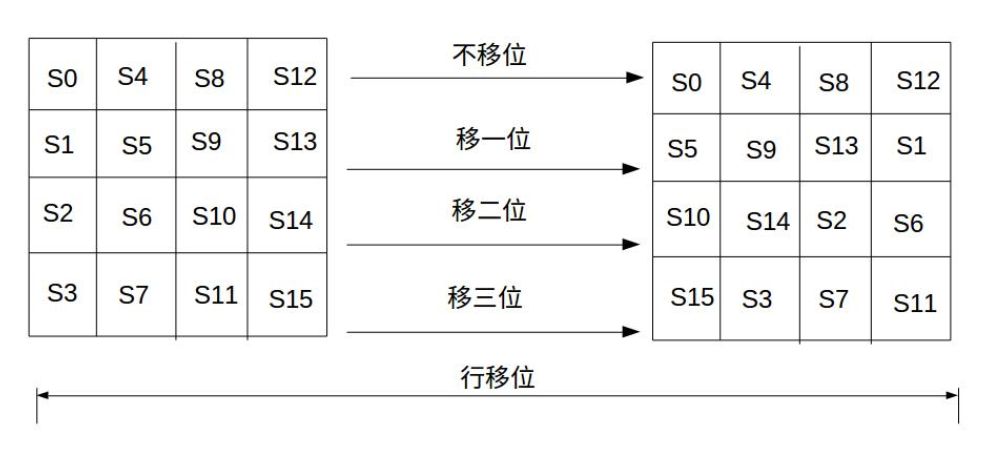 S0 S4 S8 S12 不移位 S0 S4 S8 S12
S1 S5 S9 S13 移一位 S5 S9 S13 S1
S2 S6 S10 S14 移二位 S10 S14 S2 S6
S3 S7 S11 S15 移三位 S15 S3 S7 S11
行移位